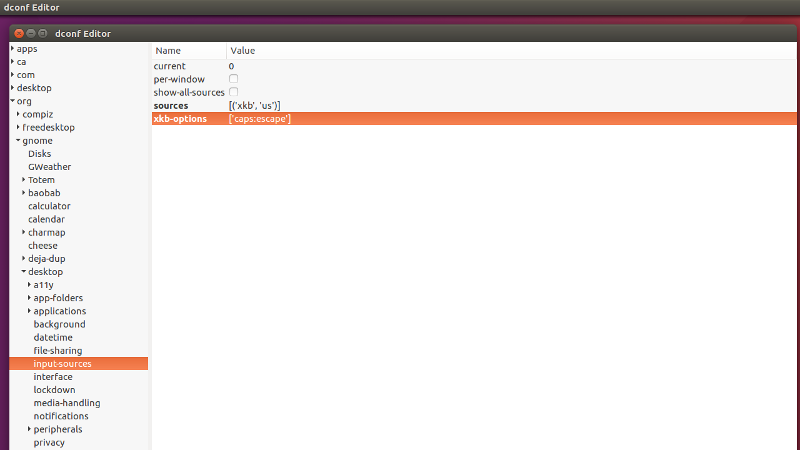 dconf Editor
dconf Editor
apps
ca
com
desktop
org
compiz
freedesktop
gnome
Disks
GWeather
Totem
baobab
calculator
calendar
charmap
cheese
deja-dup
desktop
a11y
app-folders
applications
background
datetime
file-sharing
input-sources
interface
lockdown
media-handling
notifications
peripherals
privacy
Name Value
current 0
per-window
show-all-sources
sources [('xkb', 'us')]
xkb-options ['caps:escape']